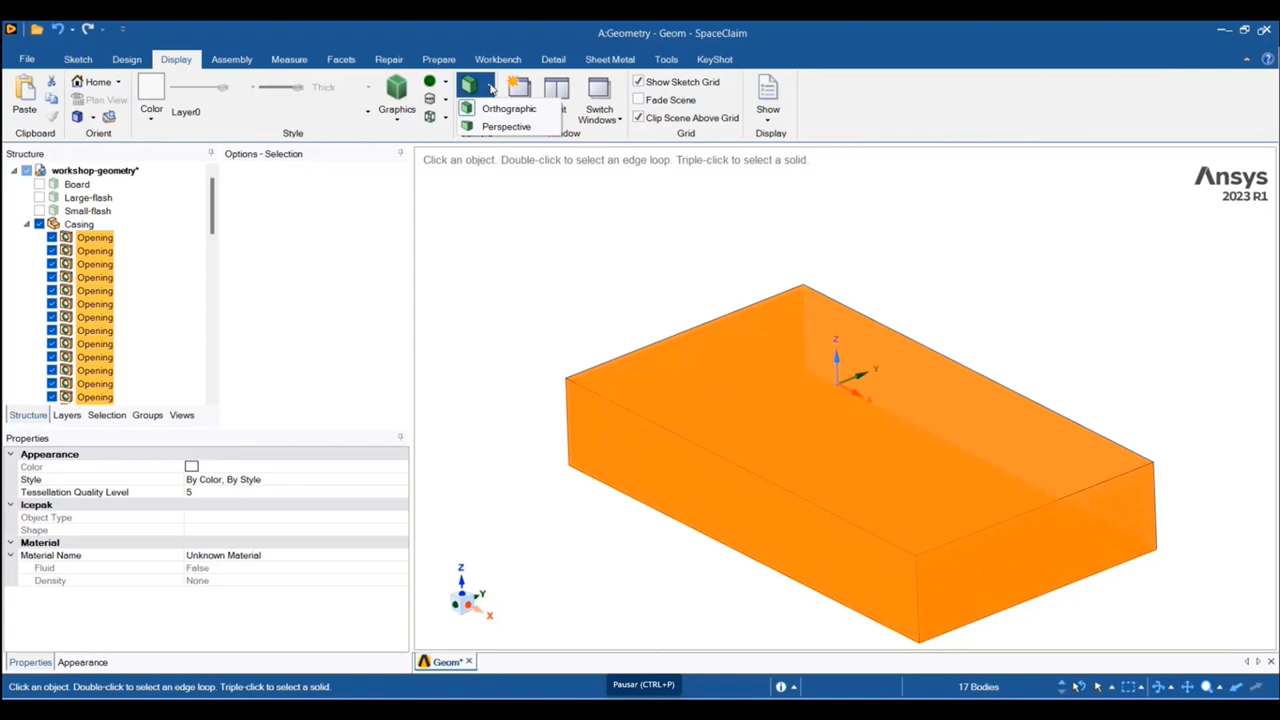 A:Geometry - Geom - SpaceClaim
File Sketch Design Display Assembly Measure Facets Repair Prepare Workbench Detail Sheet Metal Tools KeyShot
Paste
Home
Plan View
Color
Layer0
Thick
Graphics
Orthographic
Perspective
Switch
Windows
Show Sketch Grid
Fade Scene
Clip Scene Above Grid
Show
Clipboard Orient Style Grid Display
Structure
workshop-geometry*
Board
Large-flash
Small-flash
Casing
Opening
Opening
Opening
Opening
Opening
Opening
Opening
Opening
Opening
Opening
Opening
Opening
Opening
Structure Layers Selection Groups Views
Options - Selection
Properties
Appearance
Color
Style By Color, By Style
Tessellation Quality Level 5
Icepak
Object Type
Shape
Material
Material Name Unknown Material
Fluid False
Density None
Properties Appearance
Click an object. Double-click to select an edge loop. Triple-click to select a solid.
Ansys
2023 R1
Z
Y
X
Z
Y
X
Geom*
Click an object. Double-click to select an edge loop. Triple-click to select a solid.
Pausar (CTRL+P)
17 Bodies